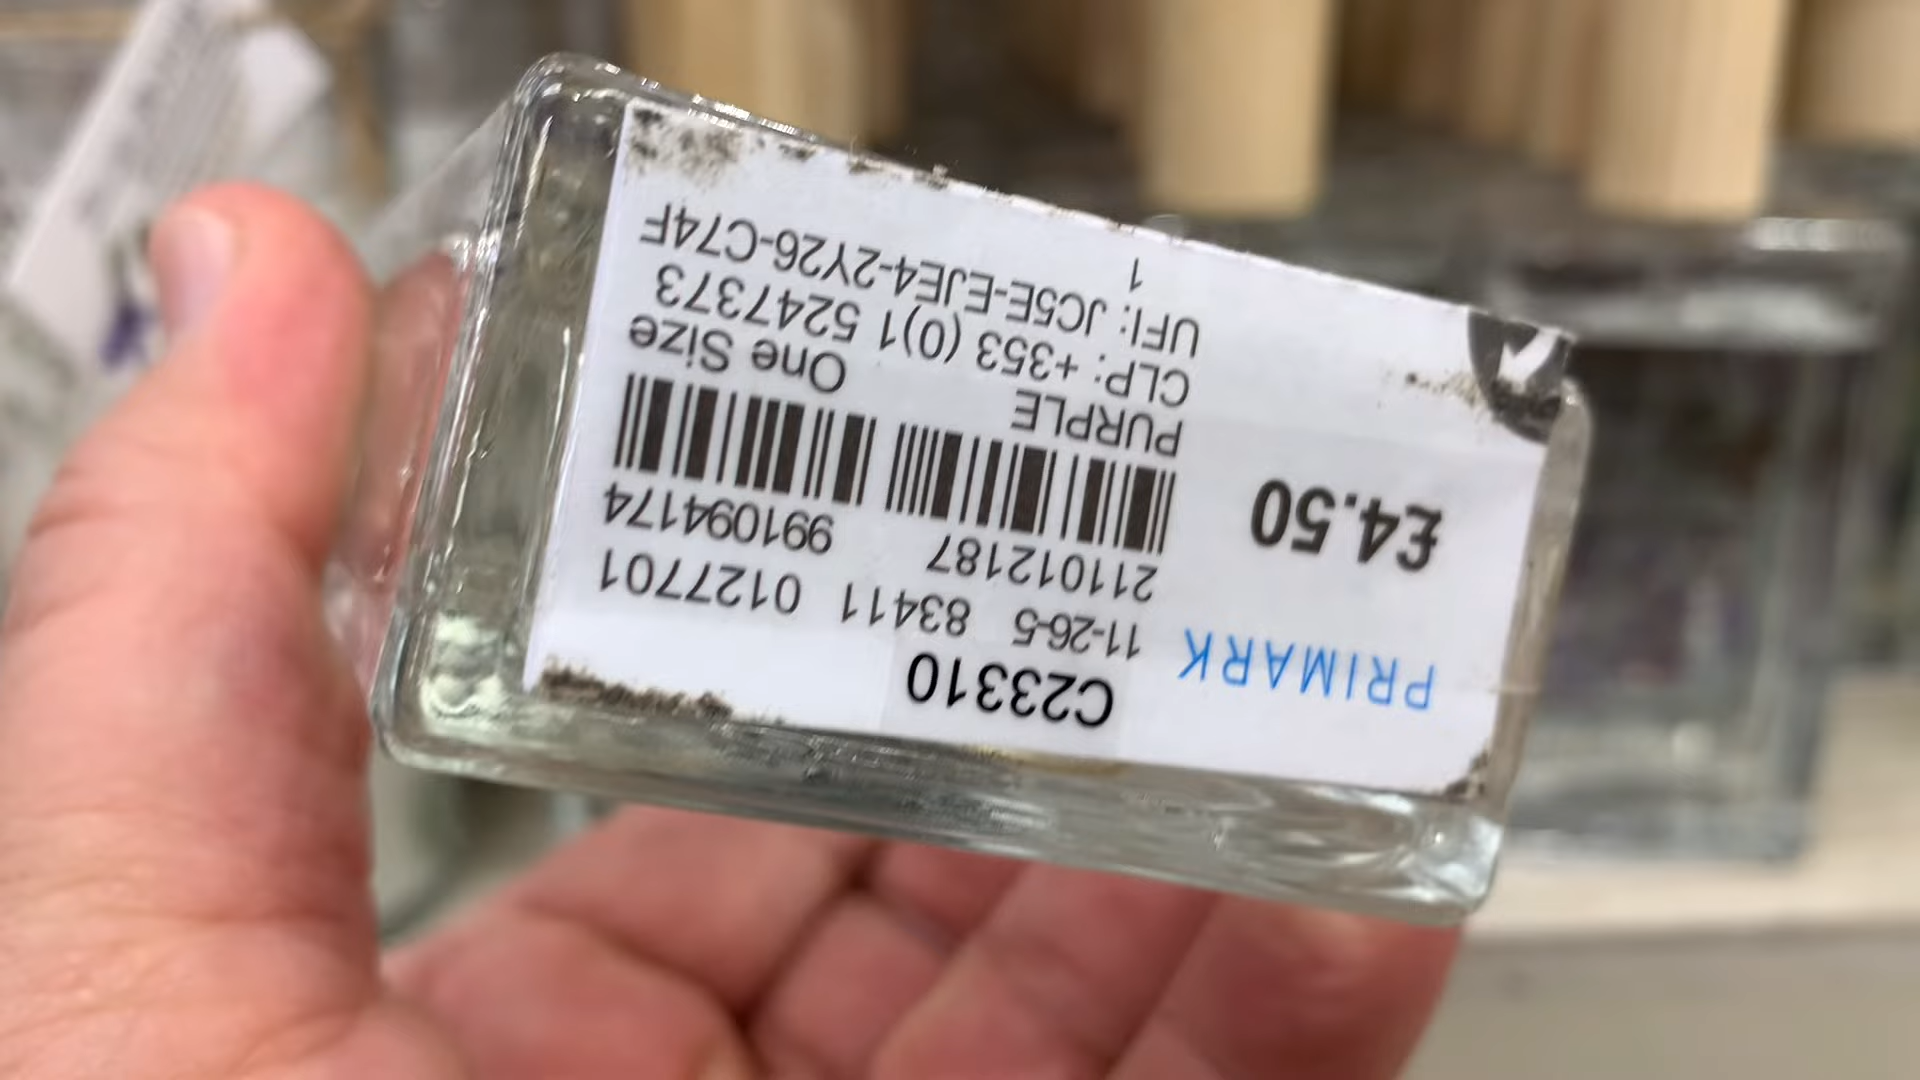 C23310
PRIMARK 11-26-5 83411 0127701
211012187 991094174
£4.50
PURPLE One Size
CLP: +353 (0)1 5247373
UFI: JC5E-EJE4-2Y26-C74F
1